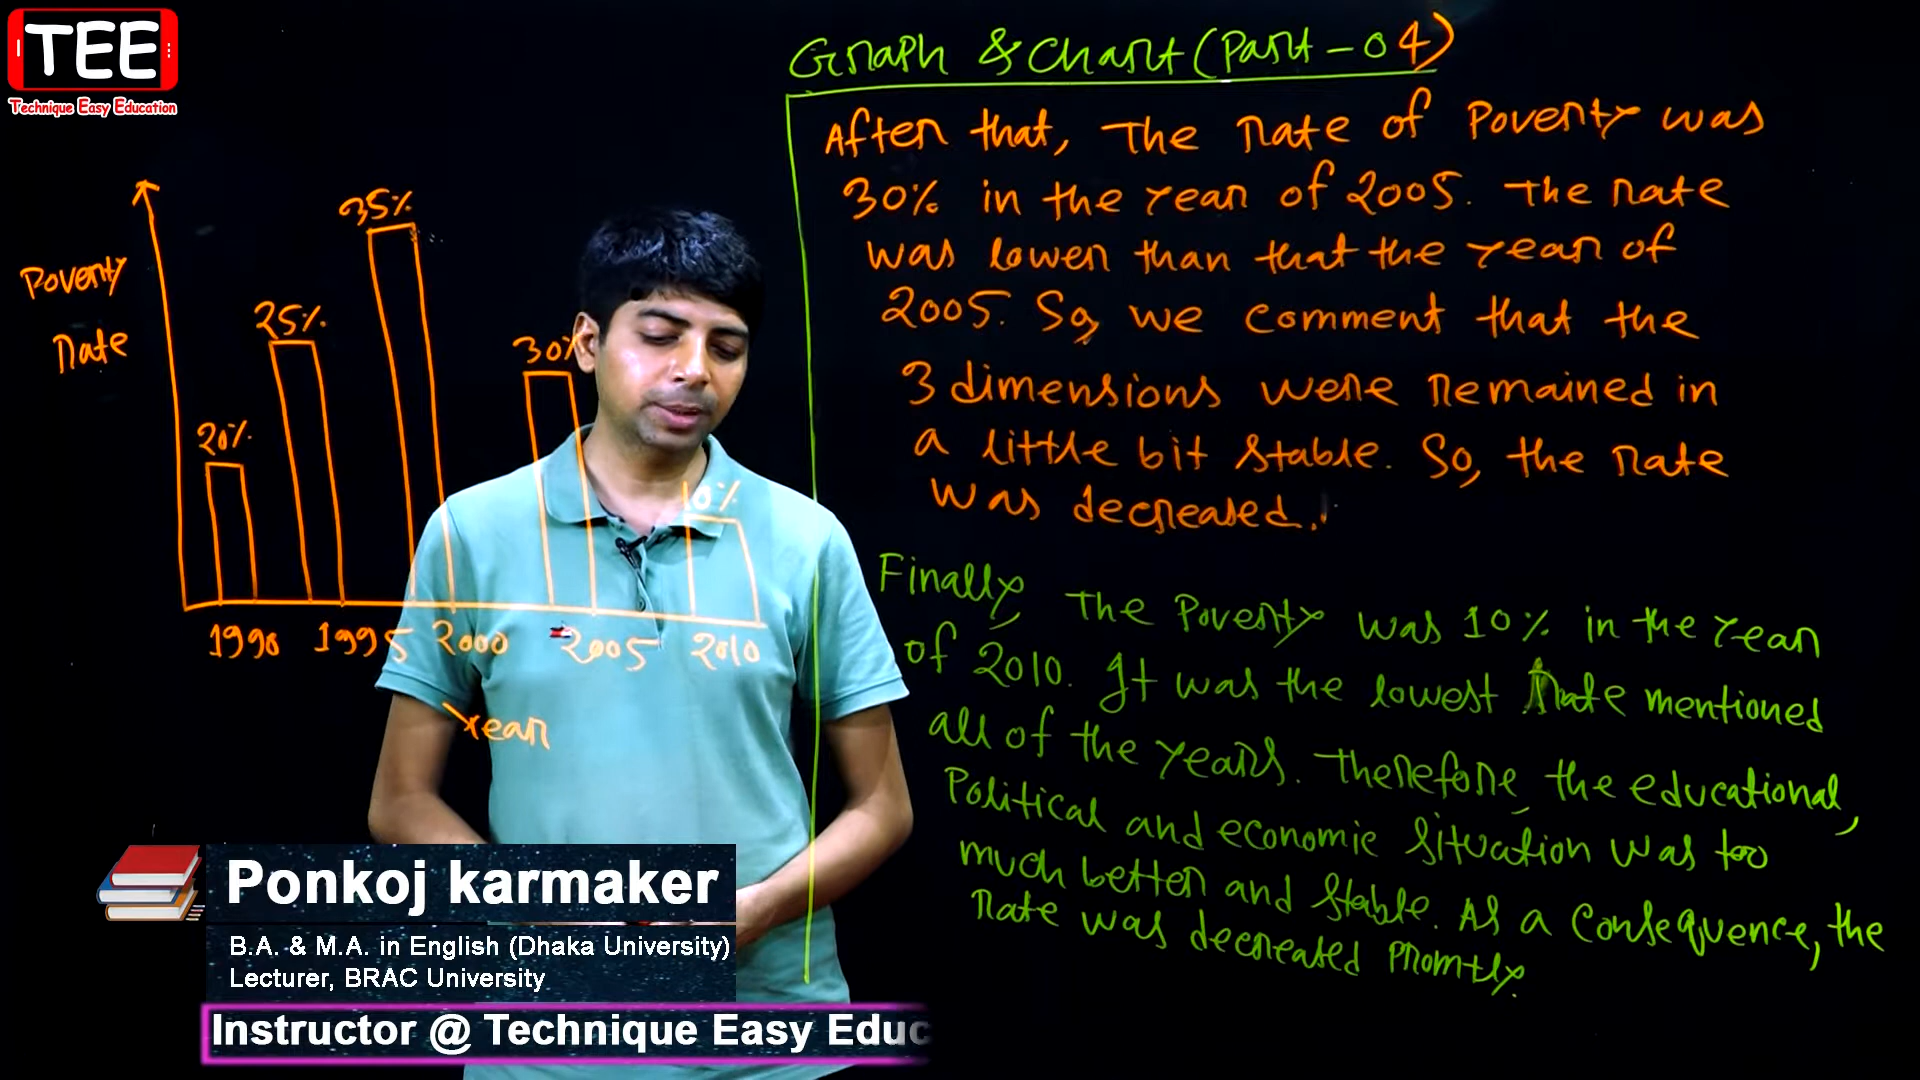 TEE
Technique Easy Education
Graph & Chart (Part - 04)
After that, The rate of Poverty was
30% in the year of 2005. The rate
was lower than that the year of
2005. So, we comment that the
3 dimensions were remained in
a little bit stable. So, the rate
was decreased.
Finally, The Poverty was 10% in the year
of 2010. It was the lowest rate mentioned
all of the years. Therefore, the educational,
Political and economic situation was too
much better and stable. As a consequence, the
rate was decreated Promtly.
Poverty
rate
20%
25%
35%
30%
10%
1990 1995 2000 2005 2010
Year
Ponkoj karmaker
B.A. & M.A. in English (Dhaka University)
Lecturer, BRAC University
Instructor @ Technique Easy Educ